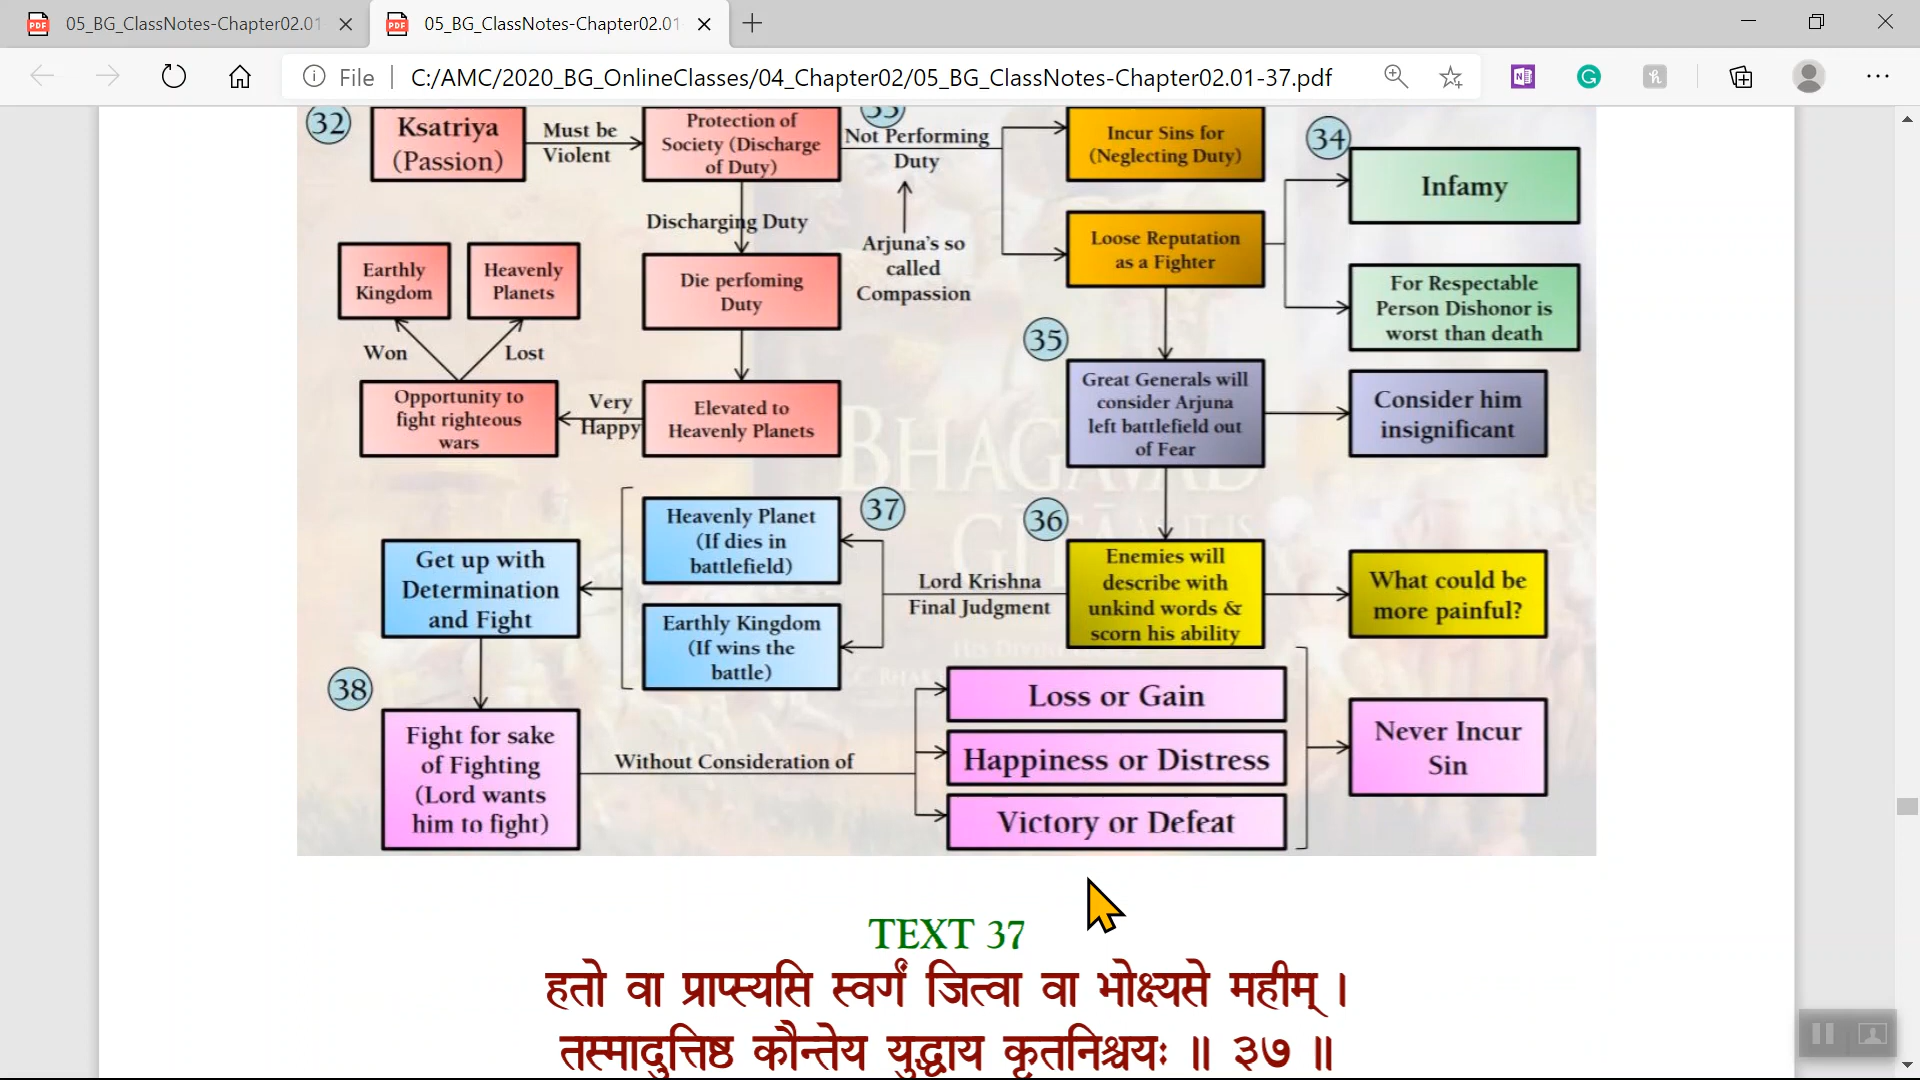 05_BG_ClassNotes-Chapter02.01
05_BG_ClassNotes-Chapter02.01
File
C:/AMC/2020_BG_OnlineClasses/04_Chapter02/05_BG_ClassNotes-Chapter02.01-37.pdf
32
Ksatriya
(Passion)
Must be
Violent
Protection of
Society (Discharge
of Duty)
33
Not Performing
Duty
Incur Sins for
(Neglecting Duty)
34
Infamy
Discharging Duty
Arjuna's so
called
Compassion
Loose Reputation
as a Fighter
For Respectable
Person Dishonor is
worst than death
Earthly
Kingdom
Heavenly
Planets
Die perfoming
Duty
Won
Lost
35
Opportunity to
fight righteous
wars
Very
Happy
Elevated to
Heavenly Planets
Great Generals will
consider Arjuna
left battlefield out
of Fear
Consider him
insignificant
BHAGAVAD
GĪTĀ AS IT IS
Get up with
Determination
and Fight
Heavenly Planet
(If dies in
battlefield)
37
Earthly Kingdom
(If wins the
battle)
Lord Krishna
Final Judgment
36
Enemies will
describe with
unkind words &
scorn his ability
What could be
more painful?
38
Fight for sake
of Fighting
(Lord wants
him to fight)
Without Consideration of
Loss or Gain
Happiness or Distress
Victory or Defeat
Never Incur
Sin
TEXT 37
हतो वा प्राप्स्यसि स्वर्गं जित्वा वा भोक्ष्यसे महीम् ।
तस्मादुत्तिष्ठ कौन्तेय युद्धाय कृतनिश्चयः ॥ ३७ ॥